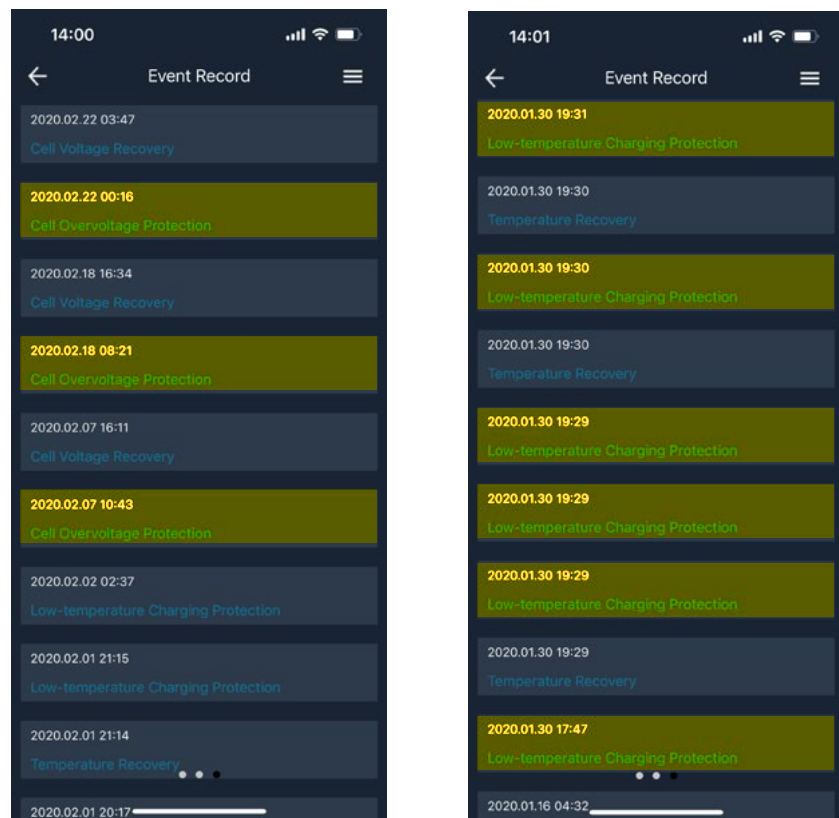 14:00
Event Record
2020.02.22 03:47
Cell Voltage Recovery
2020.02.22 00:16
Cell Overvoltage Protection
2020.02.18 16:34
Cell Voltage Recovery
2020.02.18 08:21
Cell Overvoltage Protection
2020.02.07 16:11
Cell Voltage Recovery
2020.02.07 10:43
Cell Overvoltage Protection
2020.02.02 02:37
Low-temperature Charging Protection
2020.02.01 21:15
Low-temperature Charging Protection
2020.02.01 21:14
Temperature Recovery
2020.02.01 20:17
14:01
Event Record
2020.01.30 19:31
Low-temperature Charging Protection
2020.01.30 19:30
Temperature Recovery
2020.01.30 19:30
Low-temperature Charging Protection
2020.01.30 19:30
Temperature Recovery
2020.01.30 19:29
Low-temperature Charging Protection
2020.01.30 19:29
Low-temperature Charging Protection
2020.01.30 19:29
Low-temperature Charging Protection
2020.01.30 19:29
Temperature Recovery
2020.01.30 17:47
Low-temperature Charging Protection
2020.01.16 04:32